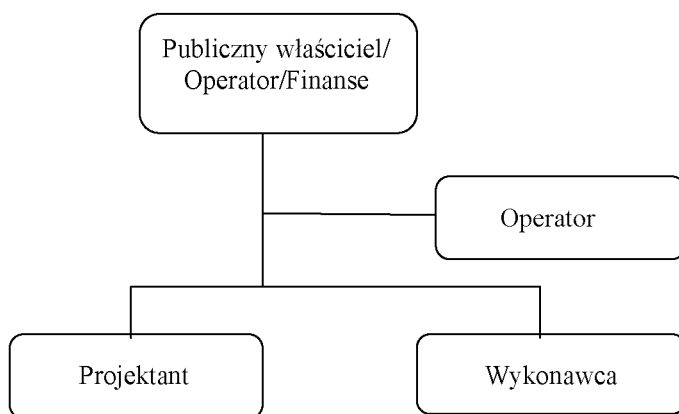 Publiczny właściciel/
Operator/Finanse
Operator
Projektant
Wykonawca